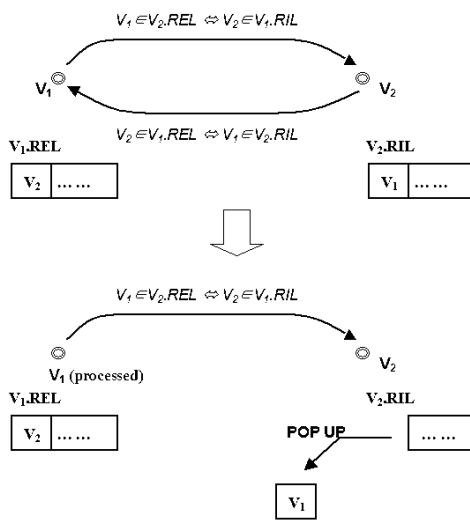 V₁ ∈V₂.REL ⇔ V₂ ∈V₁.RIL
V₁
V₂
V₂ ∈V₁.REL ⇔ V₁ ∈V₂.RIL
V₁.REL
V₂.RIL
V₂ ……
V₁ ……
V₁ ∈V₂.REL ⇔ V₂ ∈V₁.RIL
V₁ (processed)
V₂
V₁.REL
V₂.RIL
V₂ ……
……
POP UP
V₁